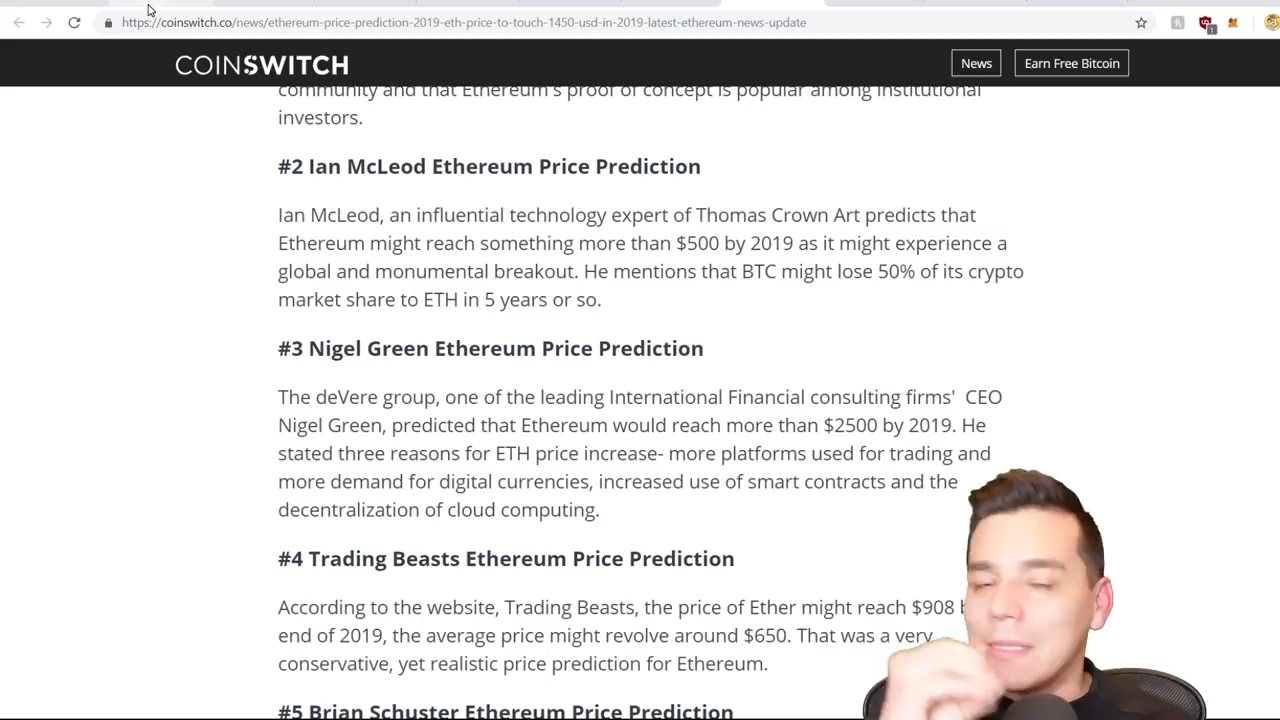 https://coinswitch.co/news/ethereum-price-prediction-2019-eth-price-to-touch-1450-usd-in-2019-latest-ethereum-news-update
1
COINSWITCH
News
Earn Free Bitcoin
community and that Ethereum's proof of concept is popular among institutional
investors.
#2 Ian McLeod Ethereum Price Prediction
Ian McLeod, an influential technology expert of Thomas Crown Art predicts that
Ethereum might reach something more than $500 by 2019 as it might experience a
global and monumental breakout. He mentions that BTC might lose 50% of its crypto
market share to ETH in 5 years or so.
#3 Nigel Green Ethereum Price Prediction
The deVere group, one of the leading International Financial consulting firms' CEO
Nigel Green, predicted that Ethereum would reach more than $2500 by 2019. He
stated three reasons for ETH price increase- more platforms used for trading and
more demand for digital currencies, increased use of smart contracts and the
decentralization of cloud computing.
#4 Trading Beasts Ethereum Price Prediction
According to the website, Trading Beasts, the price of Ether might reach $908
end of 2019, the average price might revolve around $650. That was a very
conservative, yet realistic price prediction for Ethereum.
#5 Brian Schuster Ethereum Price Prediction